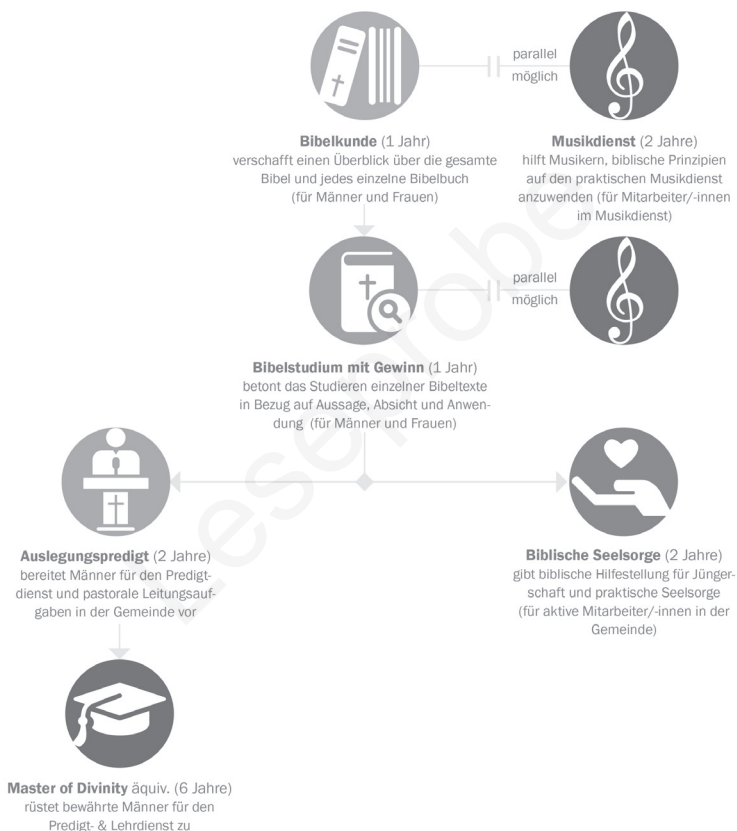 parallel
möglich
Bibelkunde (1 Jahr)
verschafft einen Überblick über die gesamte
Bibel und jedes einzelne Bibelbuch
(für Männer und Frauen)
Musikdienst (2 Jahre)
hilft Musikern, biblische Prinzipien
auf den praktischen Musikdienst
anzuwenden (für Mitarbeiter/-innen
im Musikdienst)
parallel
möglich
Bibelstudium mit Gewinn (1 Jahr)
betont das Studieren einzelner Bibeltexte
in Bezug auf Aussage, Absicht und Anwen-
dung (für Männer und Frauen)
Auslegungspredigt (2 Jahre)
bereitet Männer für den Predigt-
dienst und pastorale Leitungsauf-
gaben in der Gemeinde vor
Biblische Seelsorge (2 Jahre)
gibt biblische Hilfestellung für Jünger-
schaft und praktische Seelsorge
(für aktive Mitarbeiter/-innen in der
Gemeinde)
Master of Divinity äquiv. (6 Jahre)
rüstet bewährte Männer für den
Predigt- & Lehrdienst zu
Leseprobe